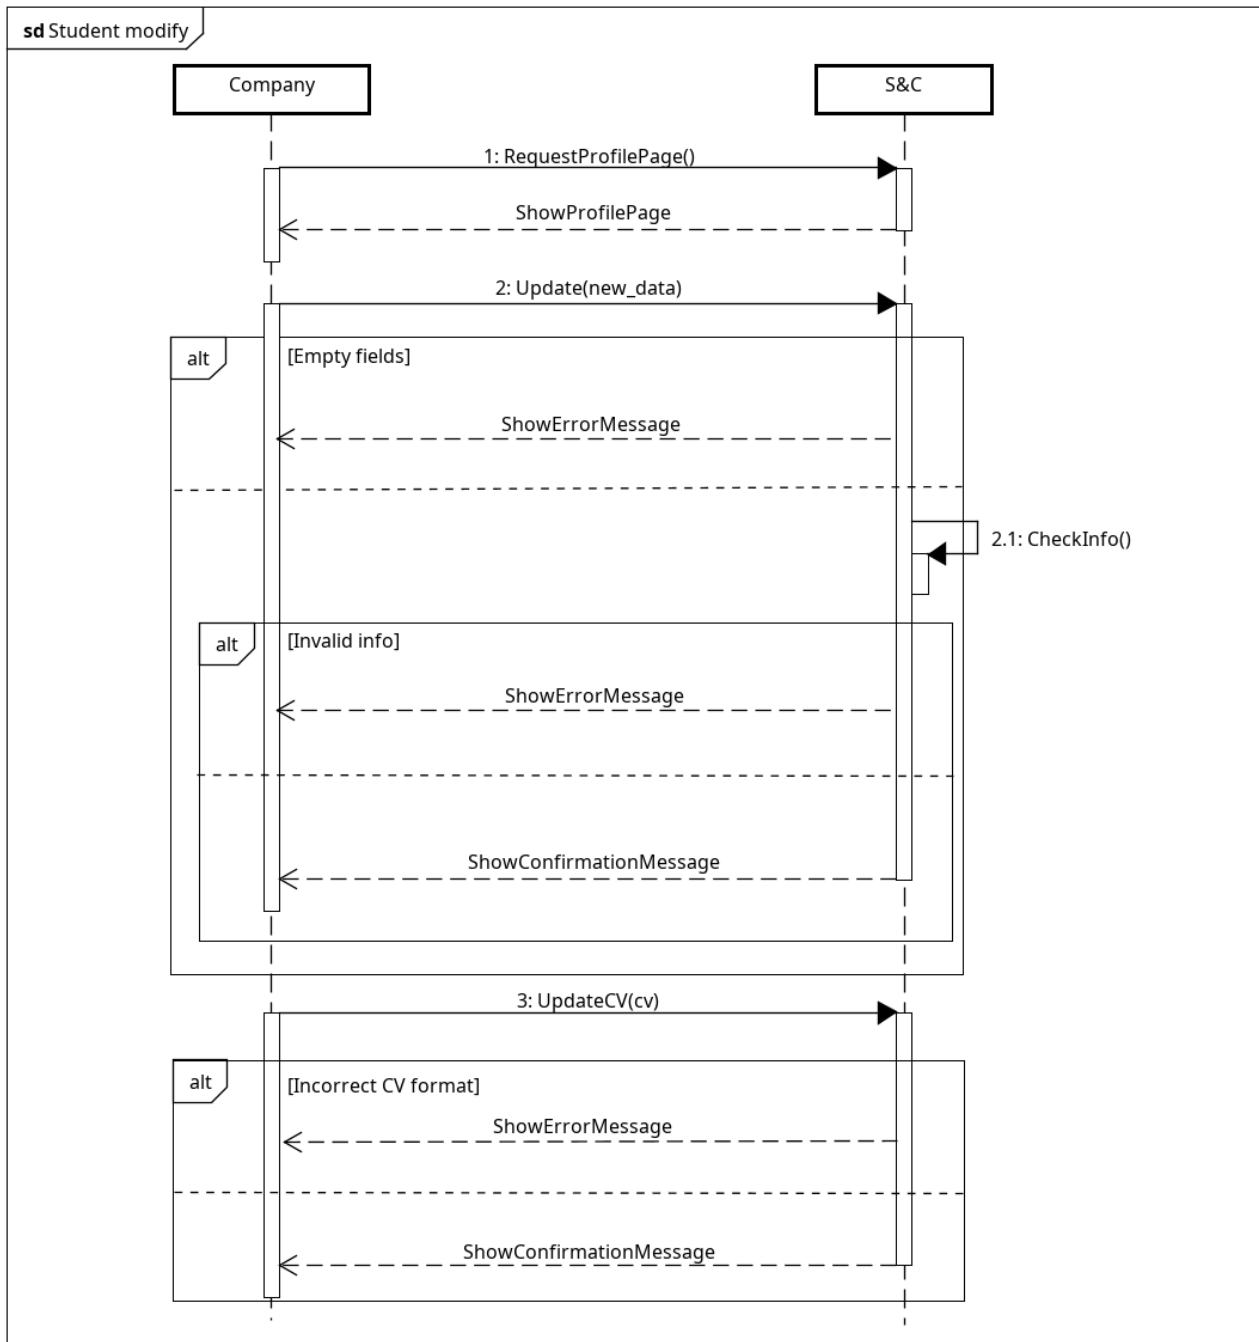 sd Student modify
Company
S&C
1: RequestProfilePage()
ShowProfilePage
2: Update(new_data)
alt
[Empty fields]
ShowErrorMessage
2.1: CheckInfo()
alt
[Invalid info]
ShowErrorMessage
ShowConfirmationMessage
3: UpdateCV(cv)
alt
[Incorrect CV format]
ShowErrorMessage
ShowConfirmationMessage